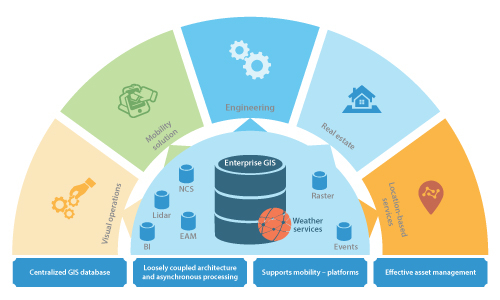 Engineering
Mobility
solution
Real estate
Visual operations
Location-based
services
Enterprise GIS
NCS
Raster
Lidar
Weather
services
EAM
BI
Events
Centralized GIS database
Loosely coupled architecture
and asynchronous processing
Supports mobility – platforms
Effective asset management